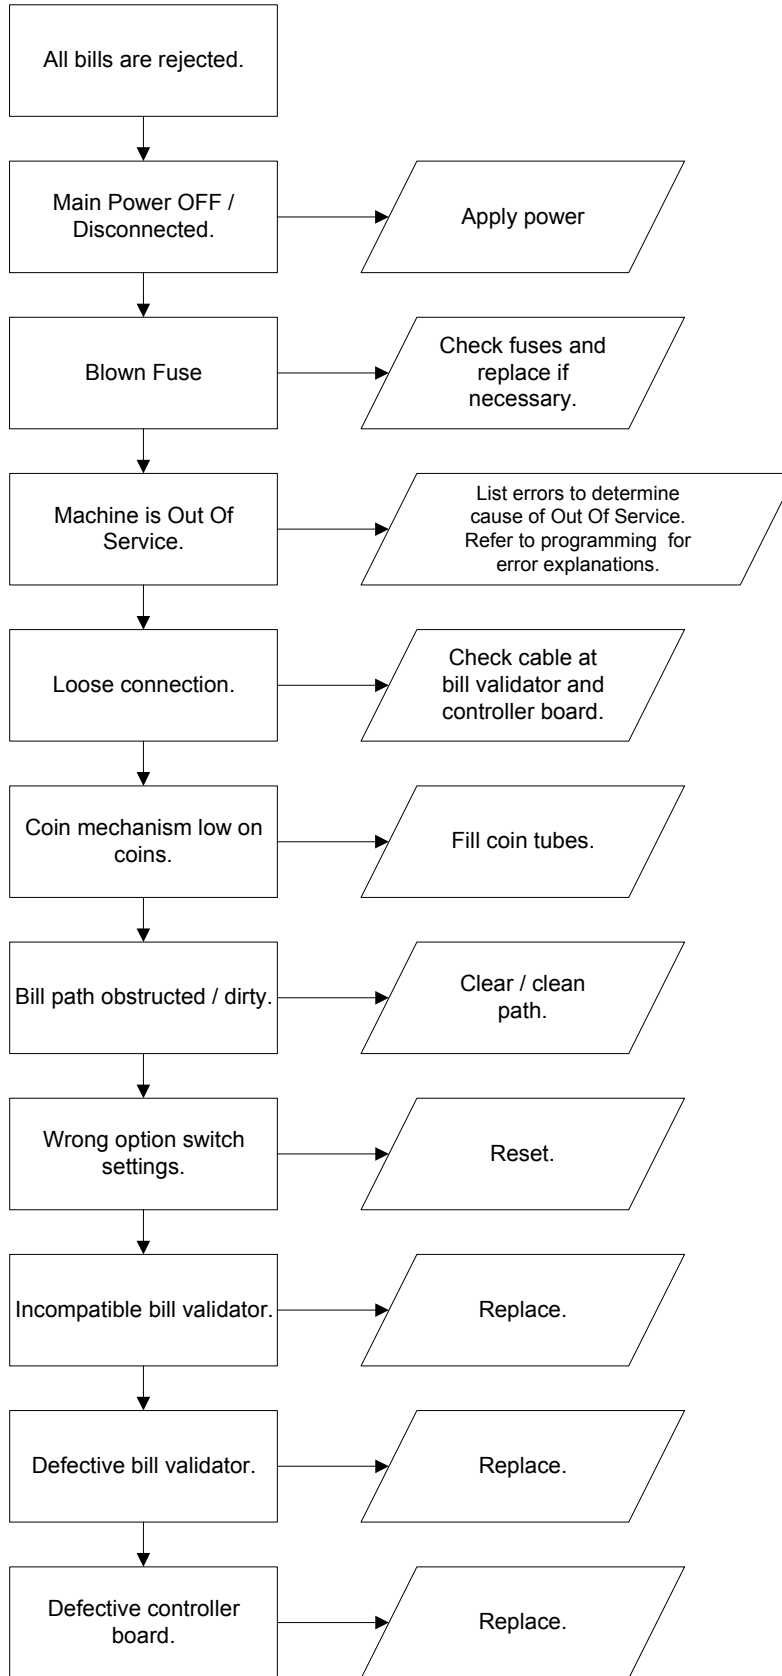 All bills are rejected.
Main Power OFF /
Disconnected.
Apply power
Blown Fuse
Check fuses and
replace if
necessary.
Machine is Out Of
Service.
List errors to determine
cause of Out Of Service.
Refer to programming  for
error explanations.
Loose connection.
Check cable at
bill validator and
controller board.
Coin mechanism low on
coins.
Fill coin tubes.
Bill path obstructed / dirty.
Clear / clean
path.
Wrong option switch
settings.
Reset.
Incompatible bill validator.
Replace.
Defective bill validator.
Replace.
Defective controller
board.
Replace.